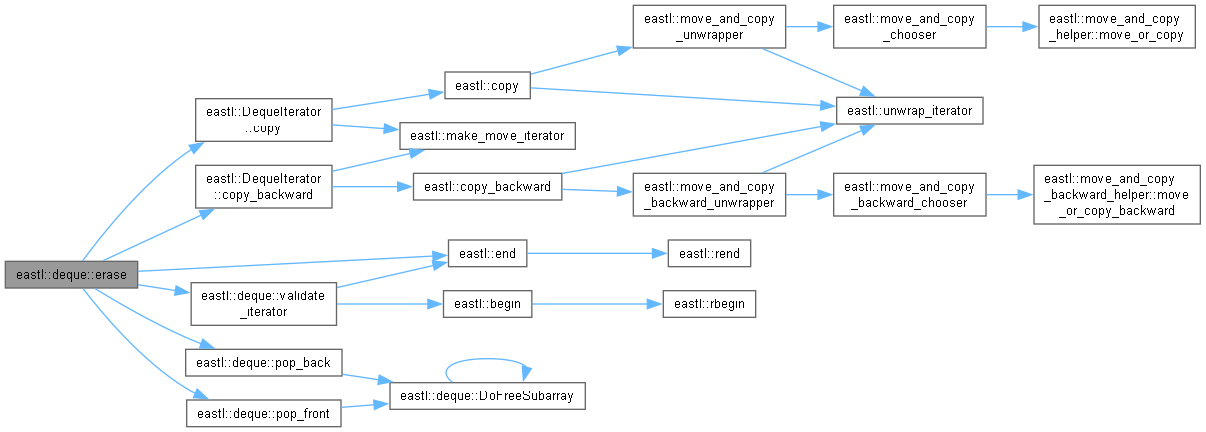 eastl::move_and_copy
_unwrapper
eastl::move_and_copy
_chooser
eastl::move_and_copy
_helper::move_or_copy
eastl::copy
eastl::DequeIterator
::copy
eastl::unwrap_iterator
eastl::make_move_iterator
eastl::DequeIterator
::copy_backward
eastl::copy_backward
eastl::move_and_copy
_backward_unwrapper
eastl::move_and_copy
_backward_chooser
eastl::move_and_copy
_backward_helper::move
_or_copy_backward
eastl::deque::erase
eastl::end
eastl::rend
eastl::deque::validate
_iterator
eastl::begin
eastl::rbegin
eastl::deque::pop_back
eastl::deque::DoFreeSubarray
eastl::deque::pop_front